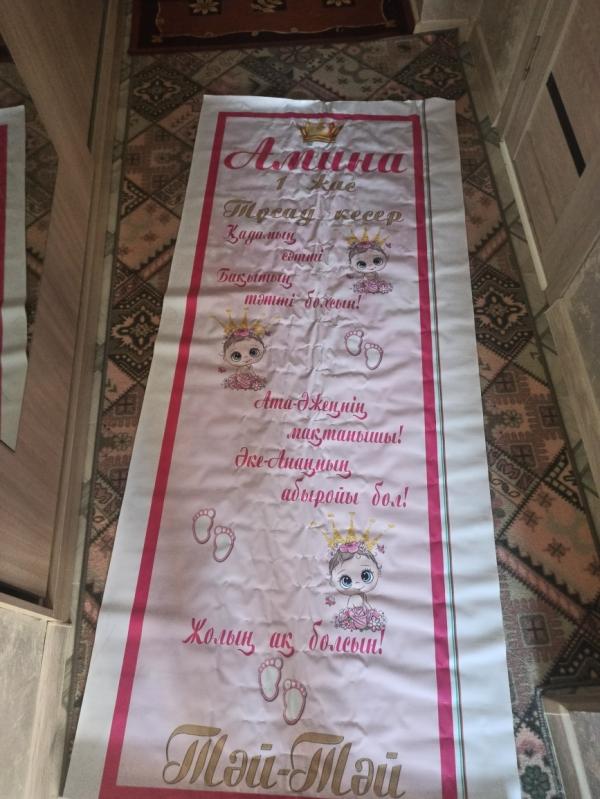 Амина
1 жас
Тұсау кесер
Қадамың
сәтті
Бақытың
тәтті болсын!
Ата-Әжеңнің
мақтанышы!
Әке-Анаңның
абыройы бол!
Жолың ақ болсын!
Тәй-Тәй